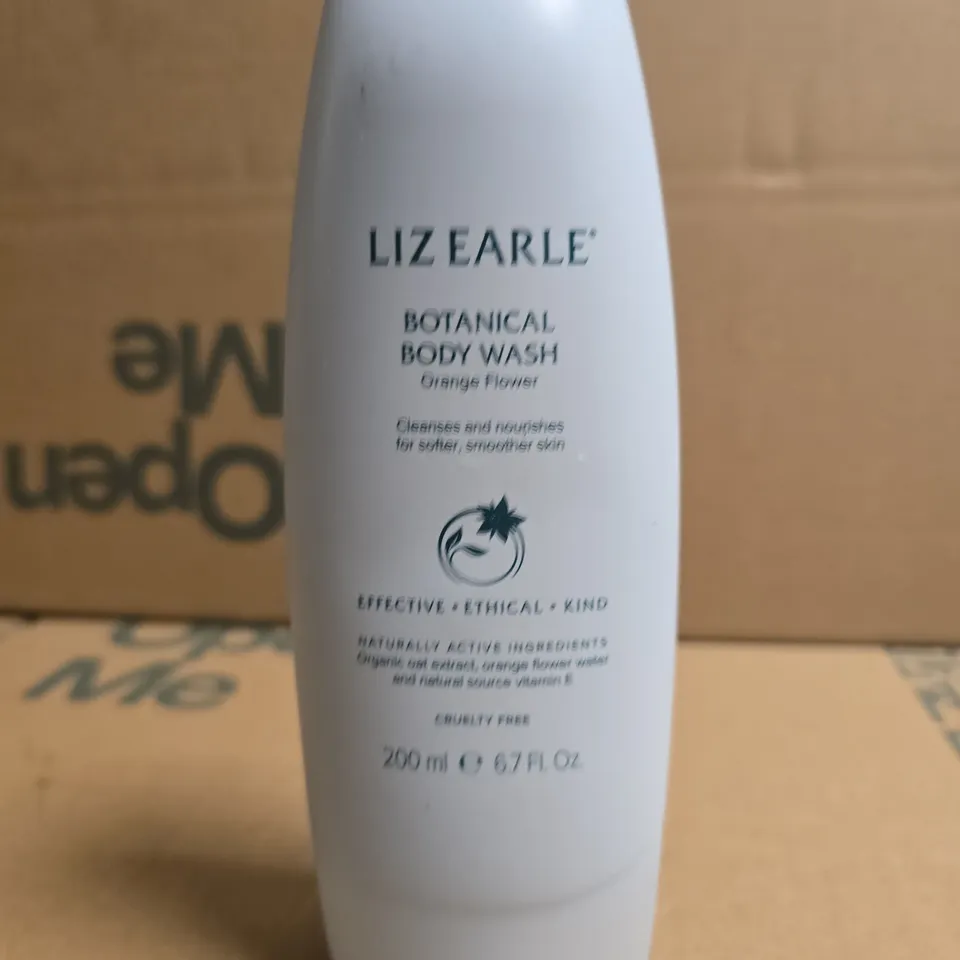 LIZ EARLE
BOTANICAL
BODY WASH
Orange Flower
Cleanses and nourishes
for softer, smoother skin
EFFECTIVE • ETHICAL • KIND
NATURALLY ACTIVE INGREDIENTS
Organic oat extract, orange flower water
and natural source vitamin E
CRUELTY FREE
200 ml ℮ 6.7 Fl. Oz.
Open
Me
Open
Me